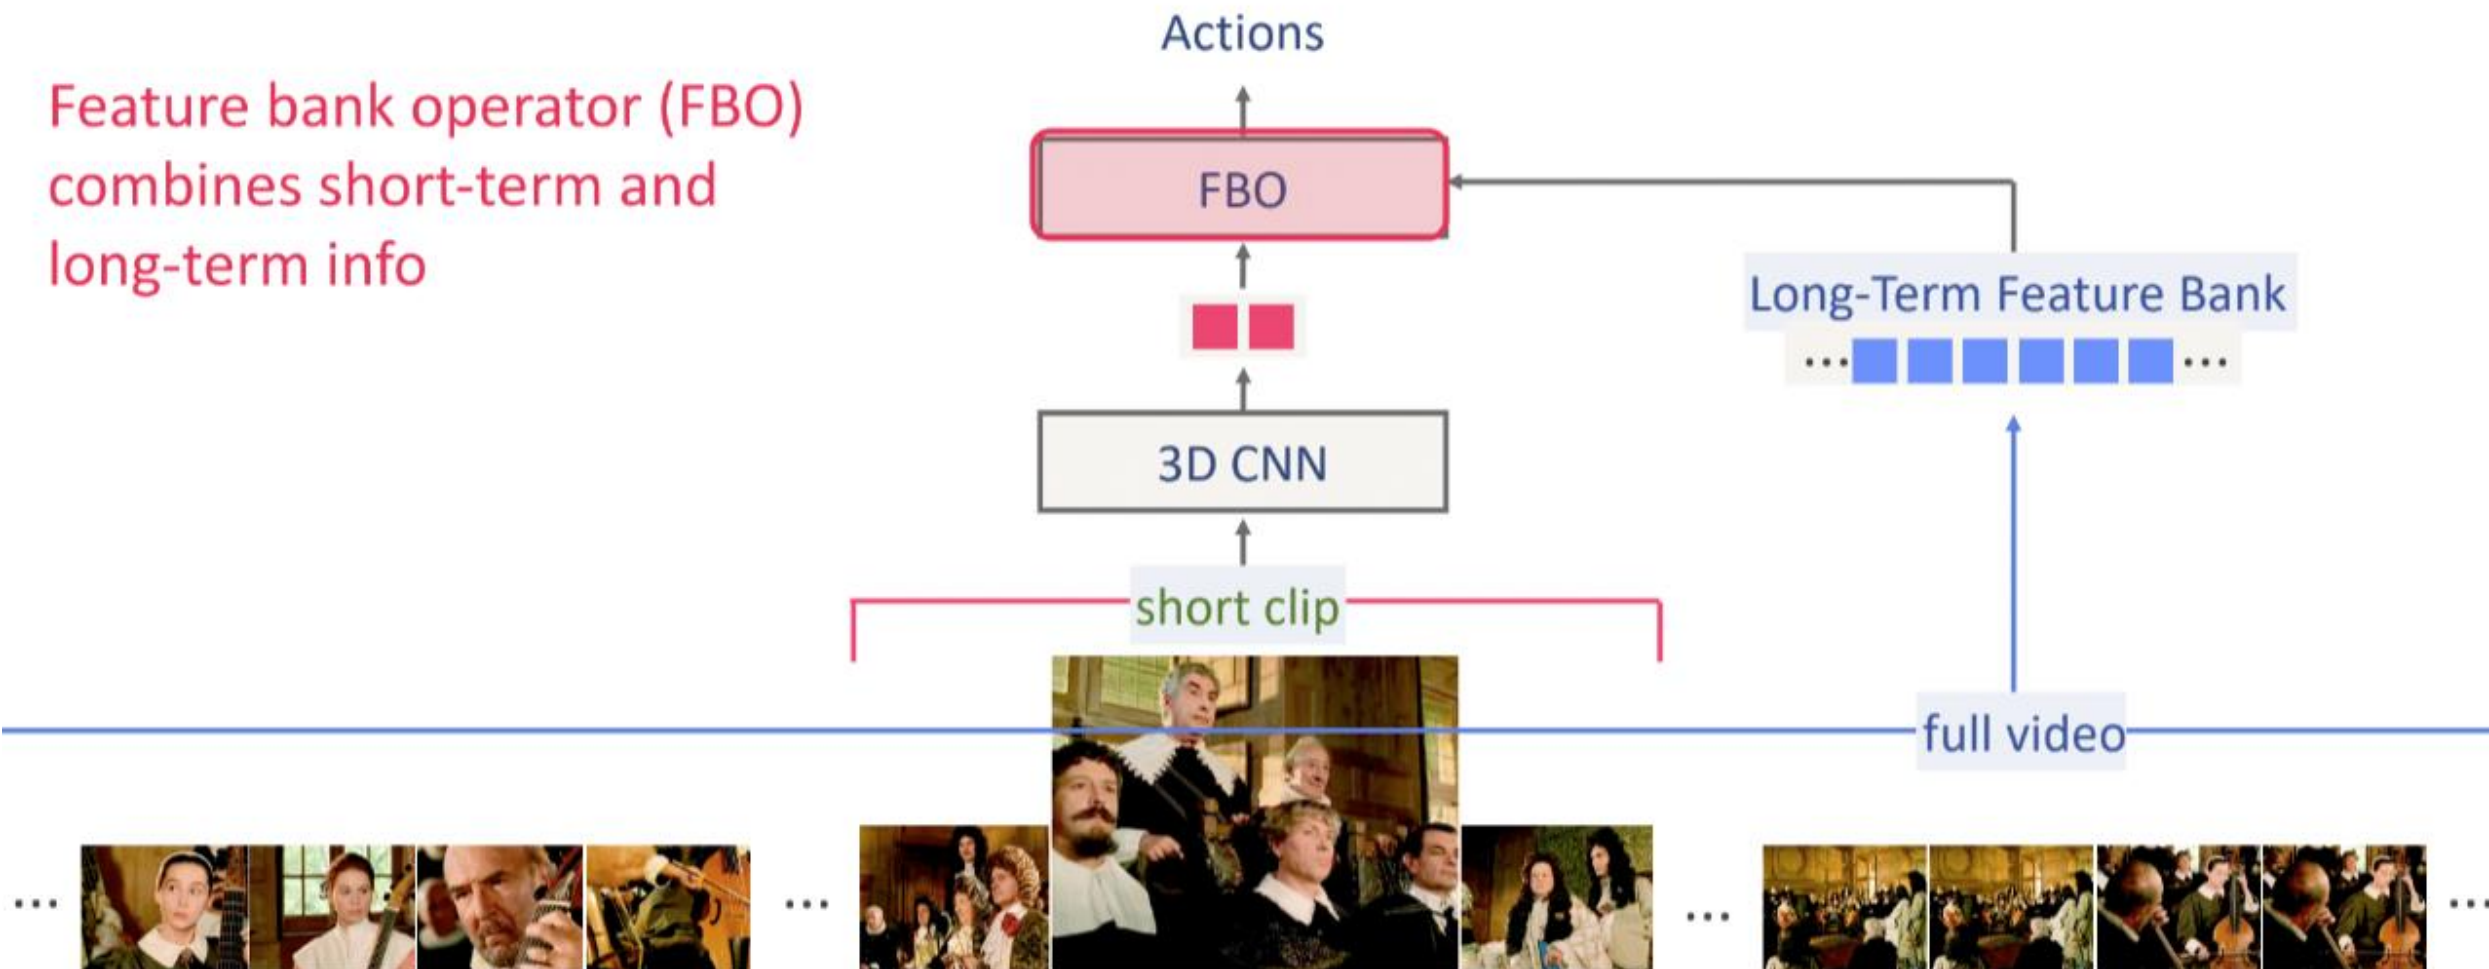 Actions
Feature bank operator (FBO)
combines short-term and
long-term info
FBO
Long-Term Feature Bank
...
...
3D CNN
short clip
full video
...
...
...
...